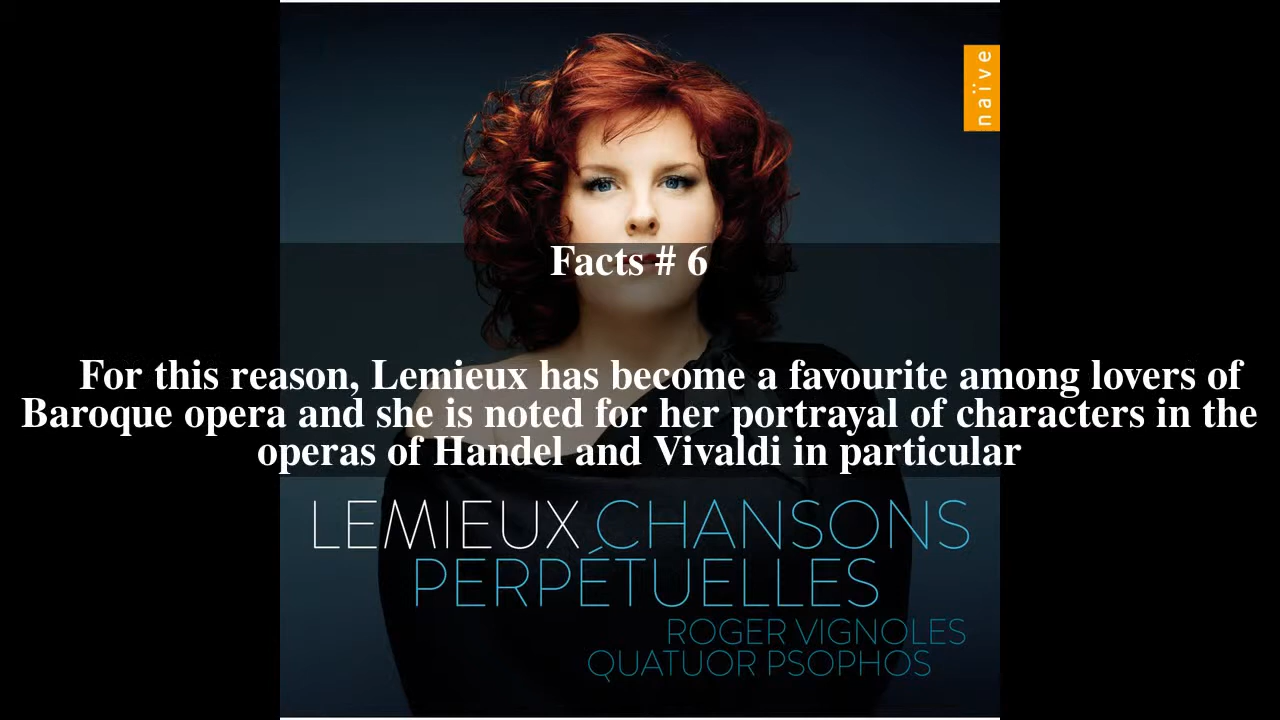 naïve
Facts # 6
For this reason, Lemieux has become a favourite among lovers of
Baroque opera and she is noted for her portrayal of characters in the
operas of Handel and Vivaldi in particular
LEMIEUX CHANSONS
PERPÉTUELLES
ROGER VIGNOLES
QUATUOR PSOPHOS